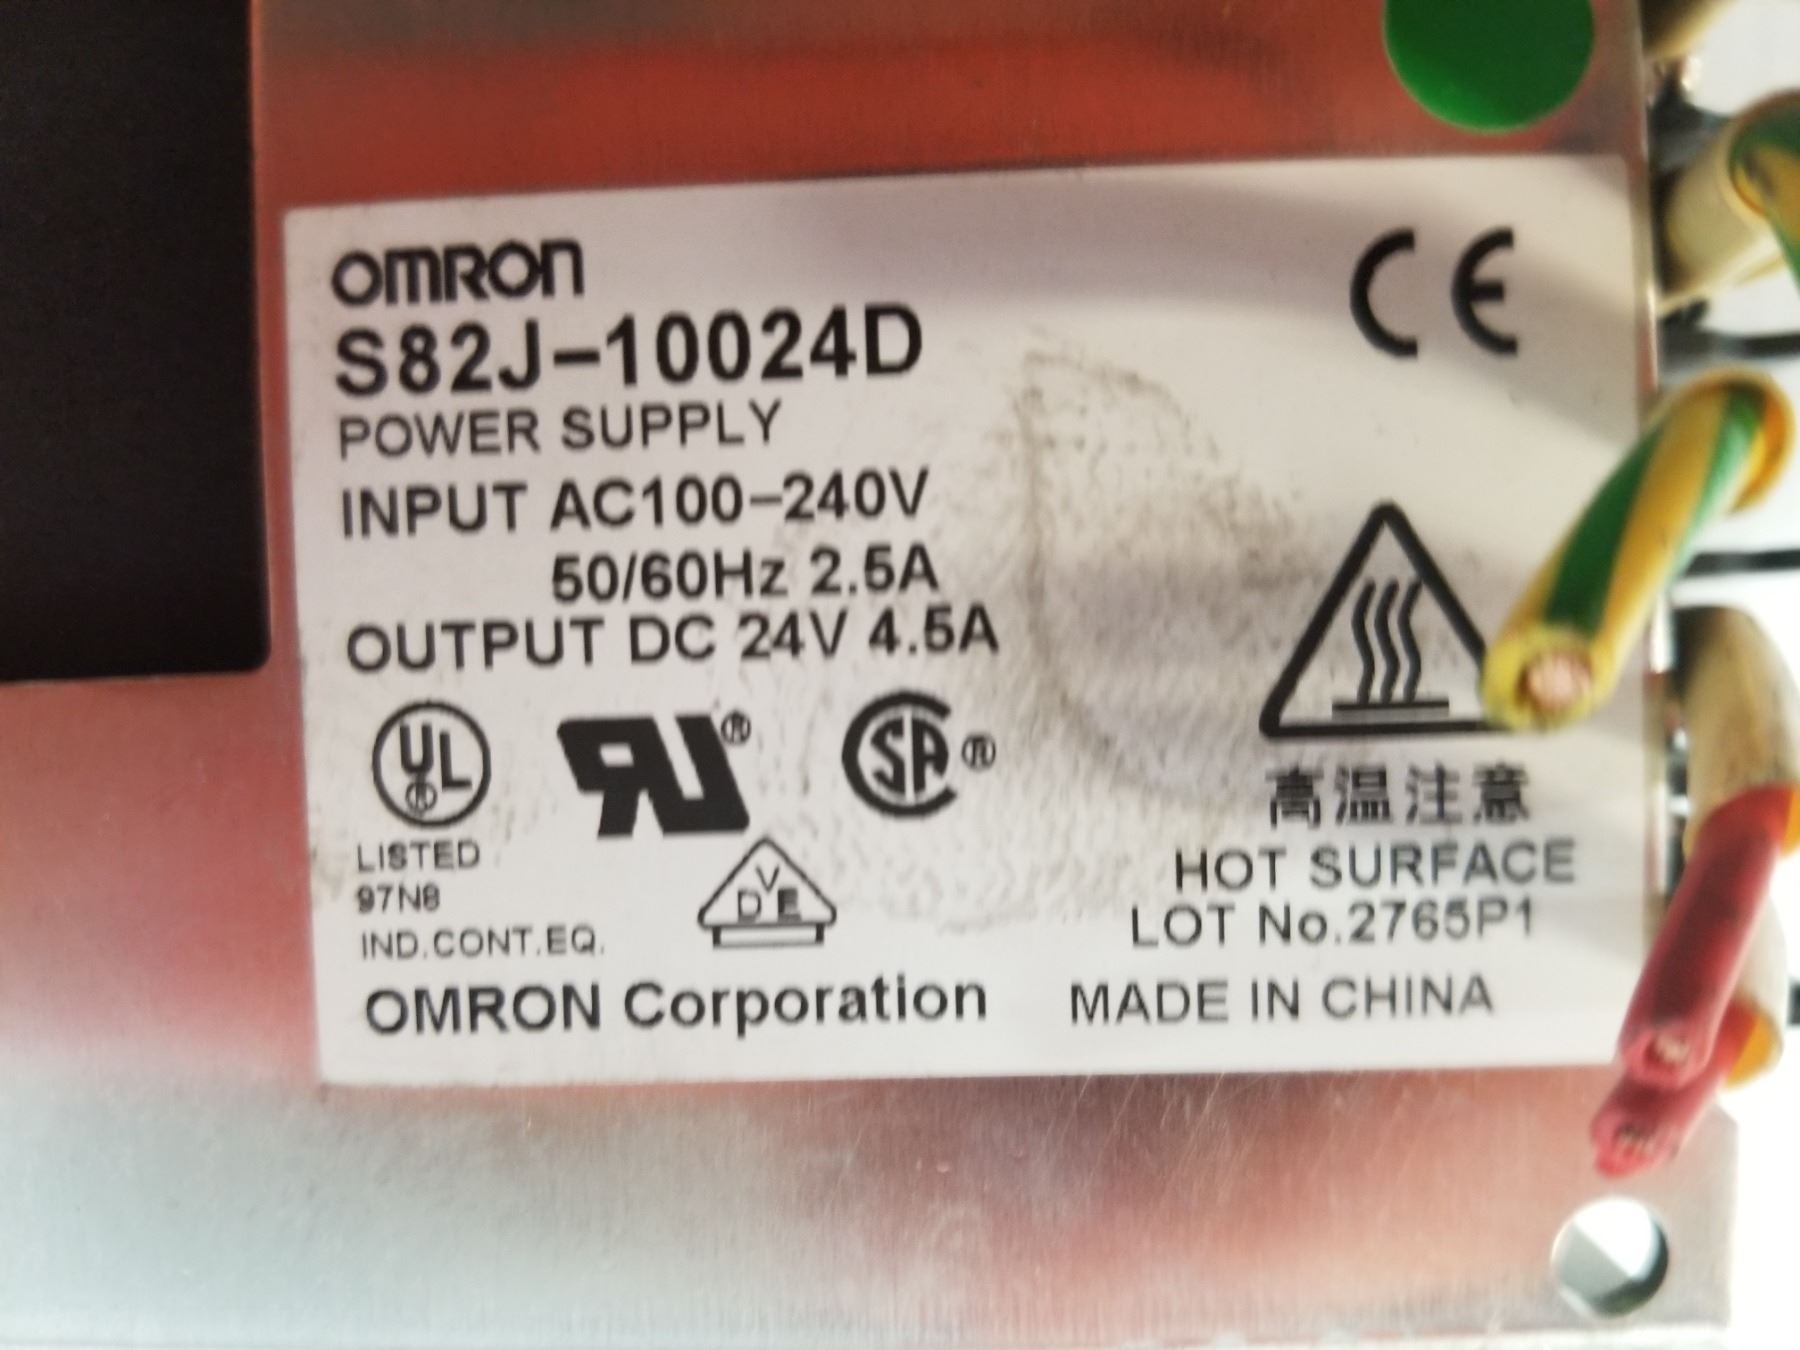 OMRON
CE
S82J-10024D
POWER SUPPLY
INPUT AC100-240V
50/60Hz 2.5A
OUTPUT DC 24V 4.5A
UL® RU® SA®
LISTED
97N8
IND.CONT.EQ.
VDE
高温注意
HOT SURFACE
LOT No.2765P1
OMRON Corporation MADE IN CHINA